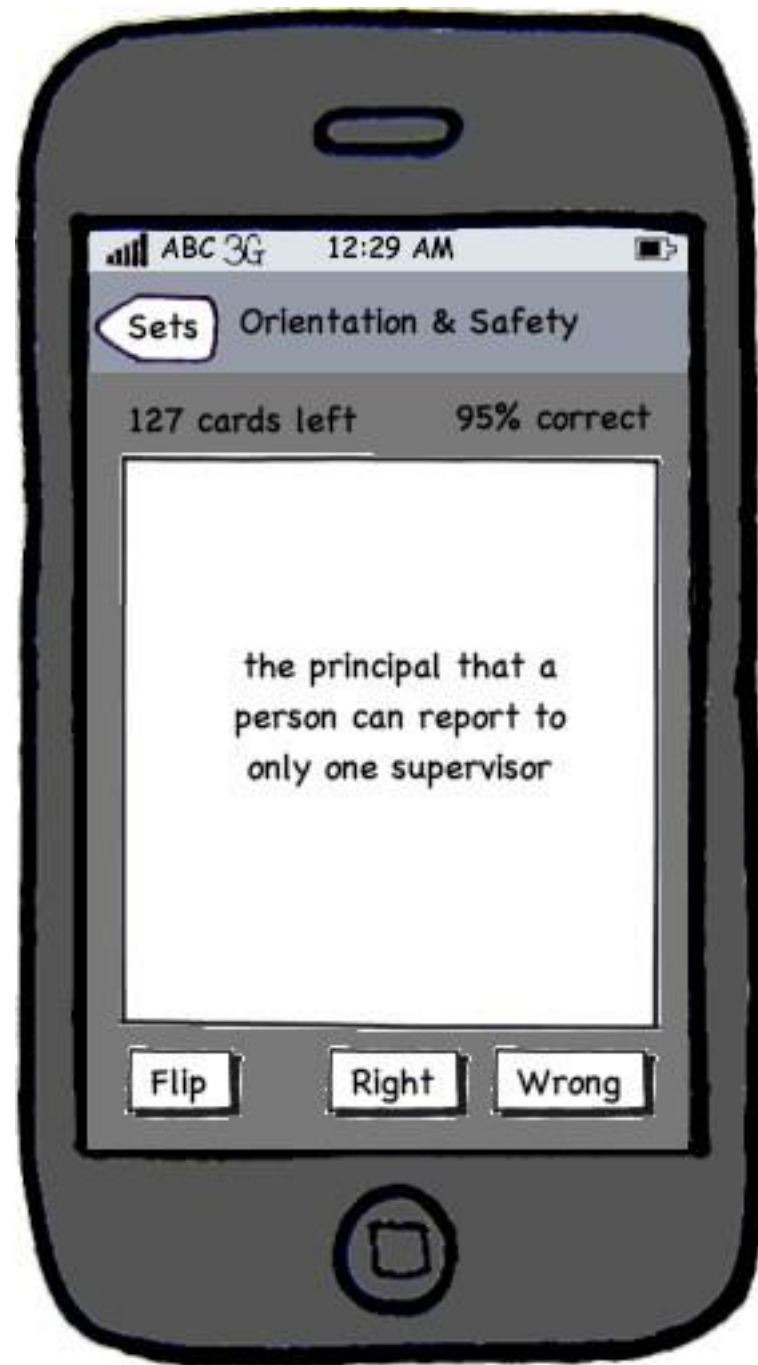 ABC 3G 12:29 AM
Sets Orientation & Safety
127 cards left 95% correct
the principal that a
person can report to
only one supervisor
Flip Right Wrong